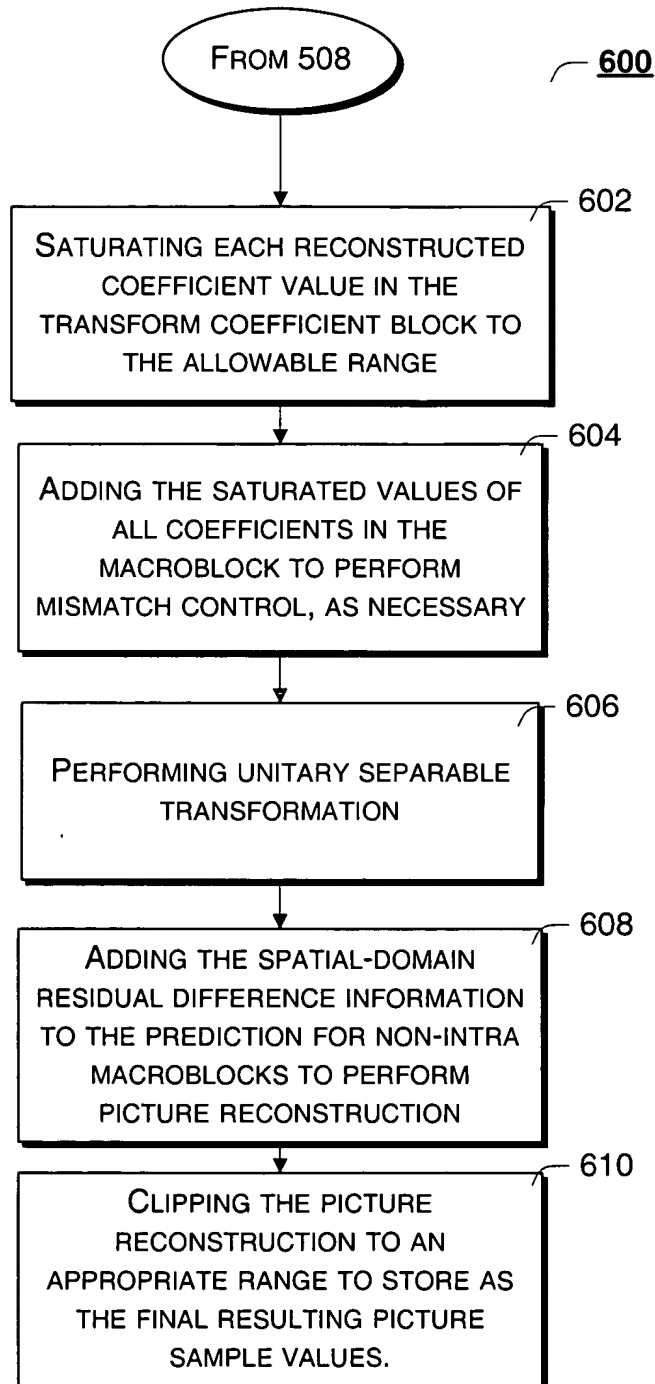 FROM 508
600
602
SATURATING EACH RECONSTRUCTED
COEFFICIENT VALUE IN THE
TRANSFORM COEFFICIENT BLOCK TO
THE ALLOWABLE RANGE
604
ADDING THE SATURATED VALUES OF
ALL COEFFICIENTS IN THE
MACROBLOCK TO PERFORM
MISMATCH CONTROL, AS NECESSARY
606
PERFORMING UNITARY SEPARABLE
TRANSFORMATION
608
ADDING THE SPATIAL-DOMAIN
RESIDUAL DIFFERENCE INFORMATION
TO THE PREDICTION FOR NON-INTRA
MACROBLOCKS TO PERFORM
PICTURE RECONSTRUCTION
610
CLIPPING THE PICTURE
RECONSTRUCTION TO AN
APPROPRIATE RANGE TO STORE AS
THE FINAL RESULTING PICTURE
SAMPLE VALUES.